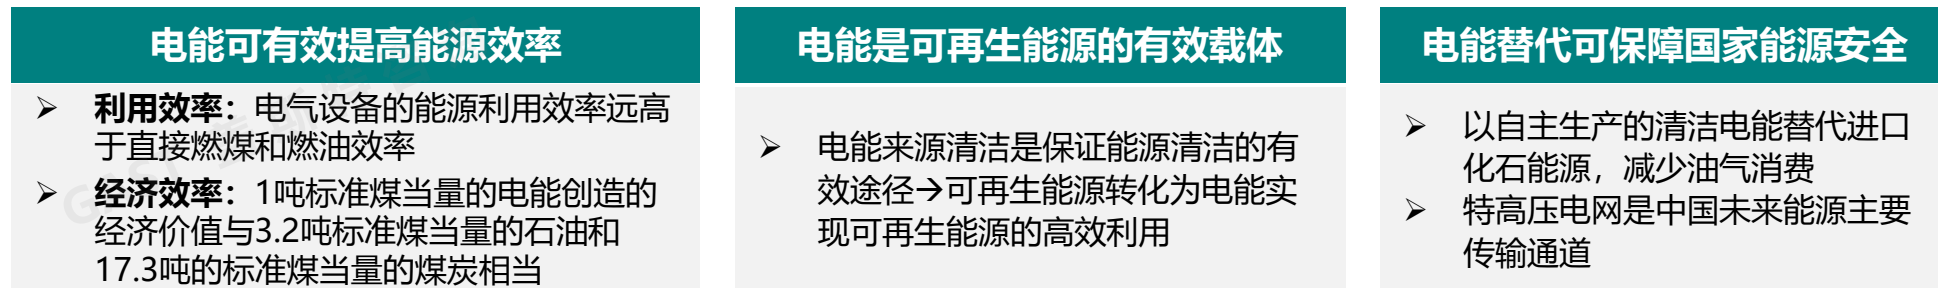 电能可有效提高能源效率
➢ 利用效率：电气设备的能源利用效率远高
于直接燃煤和燃油效率
➢ 经济效率：1吨标准煤当量的电能创造的
经济价值与3.2吨标准煤当量的石油和
17.3吨的标准煤当量的煤炭相当
电能是可再生能源的有效载体
➢ 电能来源清洁是保证能源清洁的有
效途径→可再生能源转化为电能实
现可再生能源的高效利用
电能替代可保障国家能源安全
➢ 以自主生产的清洁电能替代进口
化石能源，减少油气消费
➢ 特高压电网是中国未来能源主要
传输通道